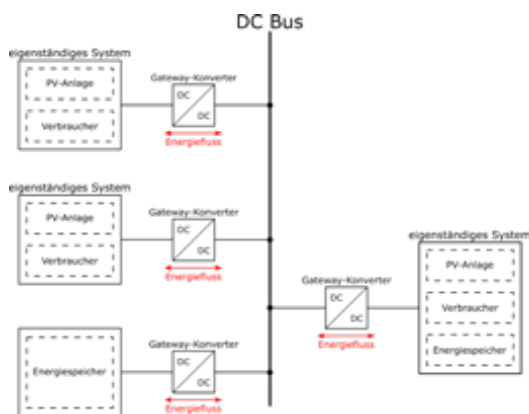 DC Bus
eigenständiges System
PV-Anlage
Verbraucher
Gateway-Konverter
DC
DC
Energiefluss
eigenständiges System
PV-Anlage
Verbraucher
Gateway-Konverter
DC
DC
Energiefluss
Energiespeicher
Gateway-Konverter
DC
DC
Energiefluss
Gateway-Konverter
DC
DC
Energiefluss
eigenständiges System
PV-Anlage
Verbraucher
Energiespeicher